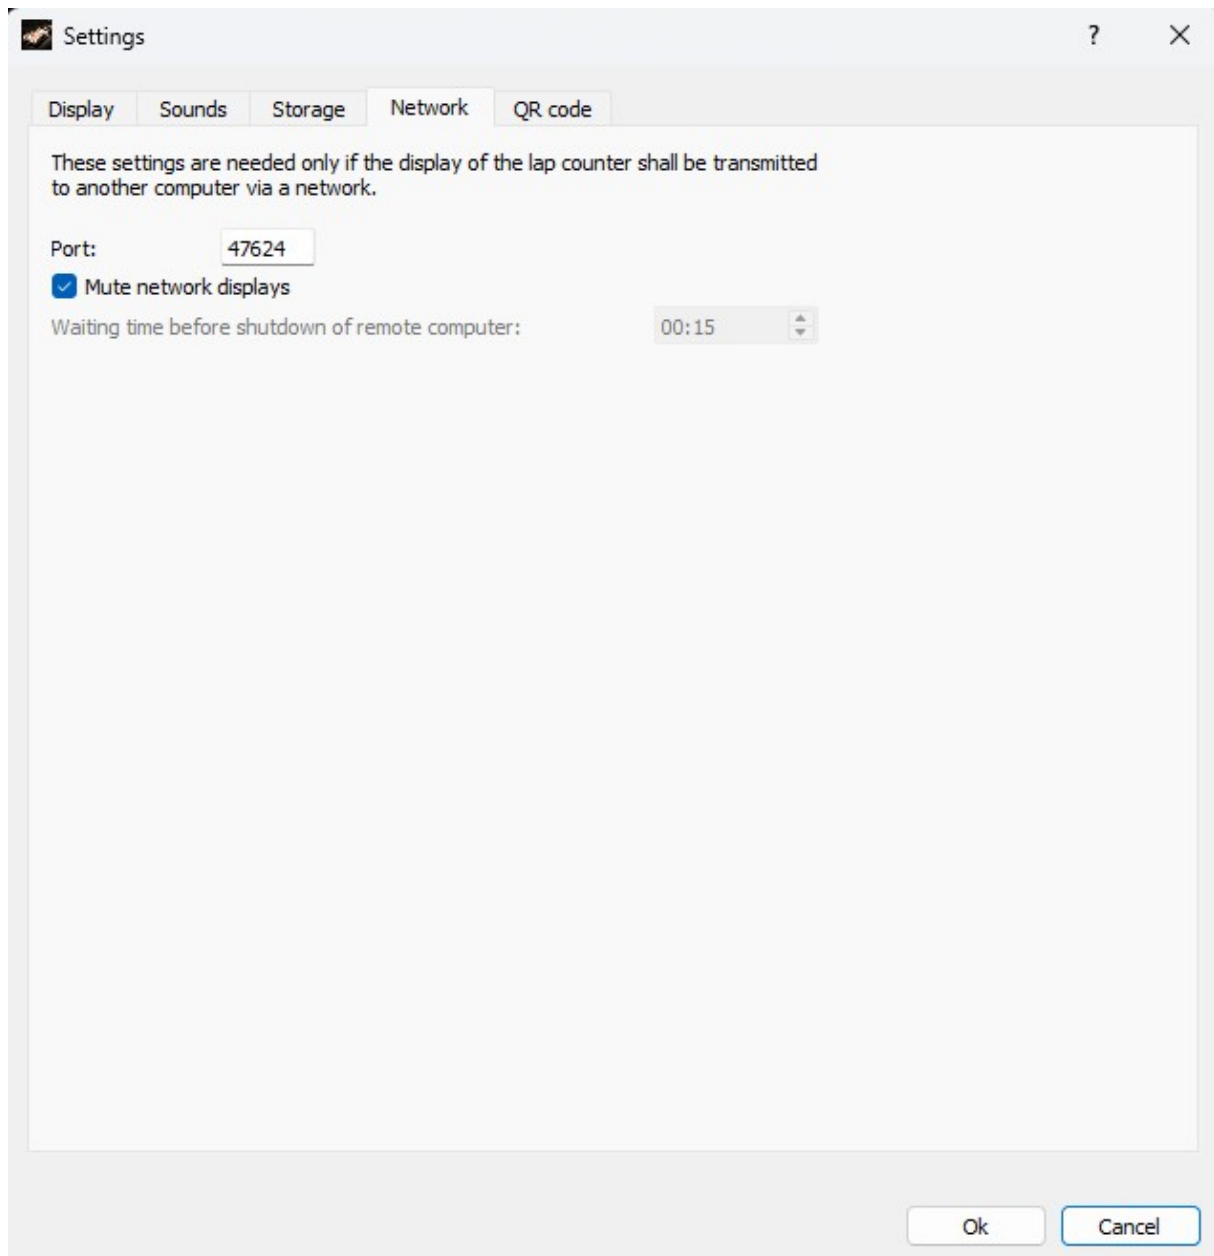 Settings
?
Display Sounds Storage Network QR code
These settings are needed only if the display of the lap counter shall be transmitted
to another computer via a network.
Port: 47624
Mute network displays
Waiting time before shutdown of remote computer: 00:15
Ok Cancel